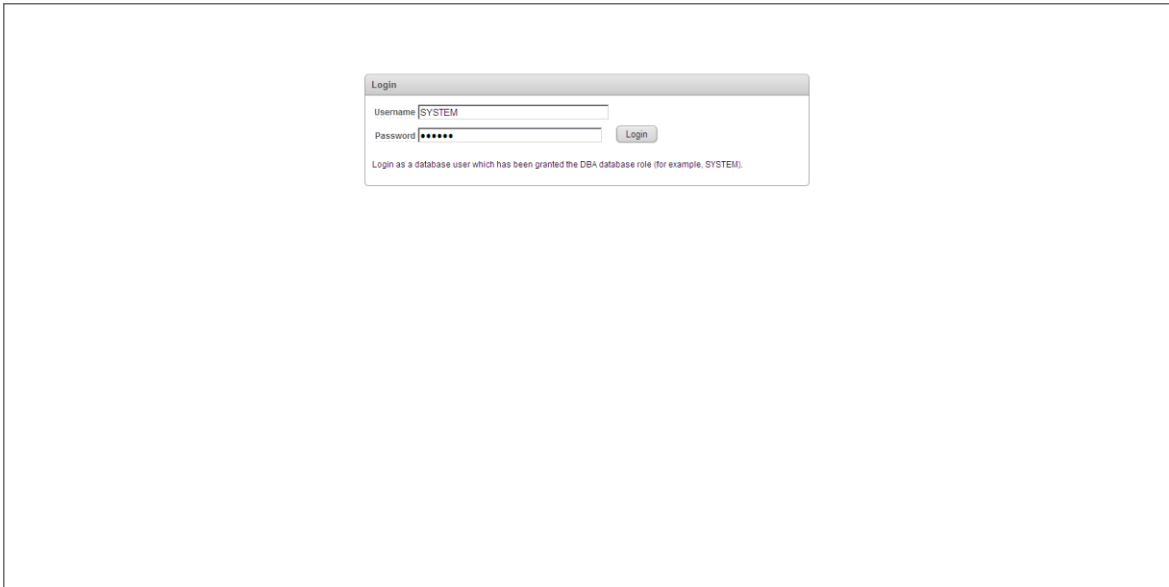 Login
Username SYSTEM
Password ●●●●●● Login
Login as a database user which has been granted the DBA database role (for example, SYSTEM).